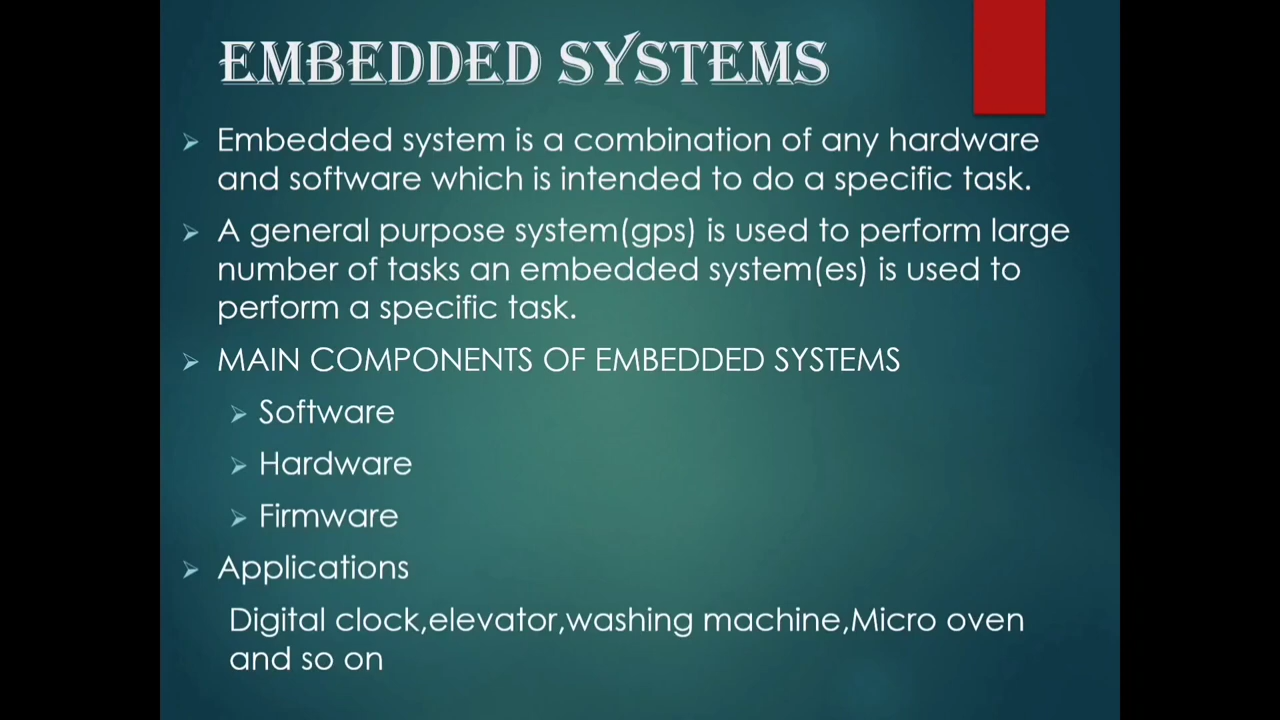 EMBEDDED SYSTEMS
Embedded system is a combination of any hardware
and software which is intended to do a specific task.
A general purpose system(gps) is used to perform large
number of tasks an embedded system(es) is used to
perform a specific task.
MAIN COMPONENTS OF EMBEDDED SYSTEMS
Software
Hardware
Firmware
Applications
Digital clock,elevator,washing machine,Micro oven
and so on